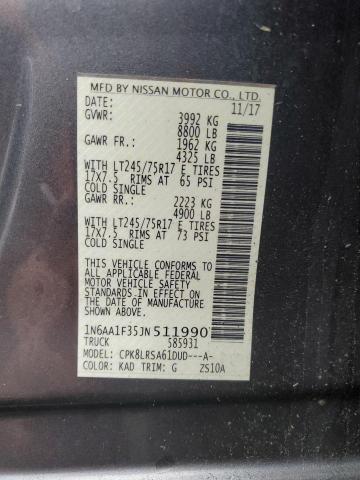 MFD BY NISSAN MOTOR CO., LTD.
DATE: 11/17
GVWR: 3992 KG
8800 LB
GAWR FR.: 1962 KG
4325 LB
WITH LT245/75R17 E TIRES
17X7.5 RIMS AT 65 PSI
COLD SINGLE
GAWR RR.: 2223 KG
4900 LB
WITH LT245/75R17 E TIRES
17X7.5 RIMS AT 73 PSI
COLD SINGLE
THIS VEHICLE CONFORMS TO
ALL APPLICABLE FEDERAL
MOTOR VEHICLE SAFETY
STANDARDS IN EFFECT ON
THE DATE OF MANUFACTURE
SHOWN ABOVE.
1N6AA1F35JN511990
TRUCK 585931
MODEL: CPK8LRSA61DUD---A-
COLOR: KAD TRIM: G ZS10A